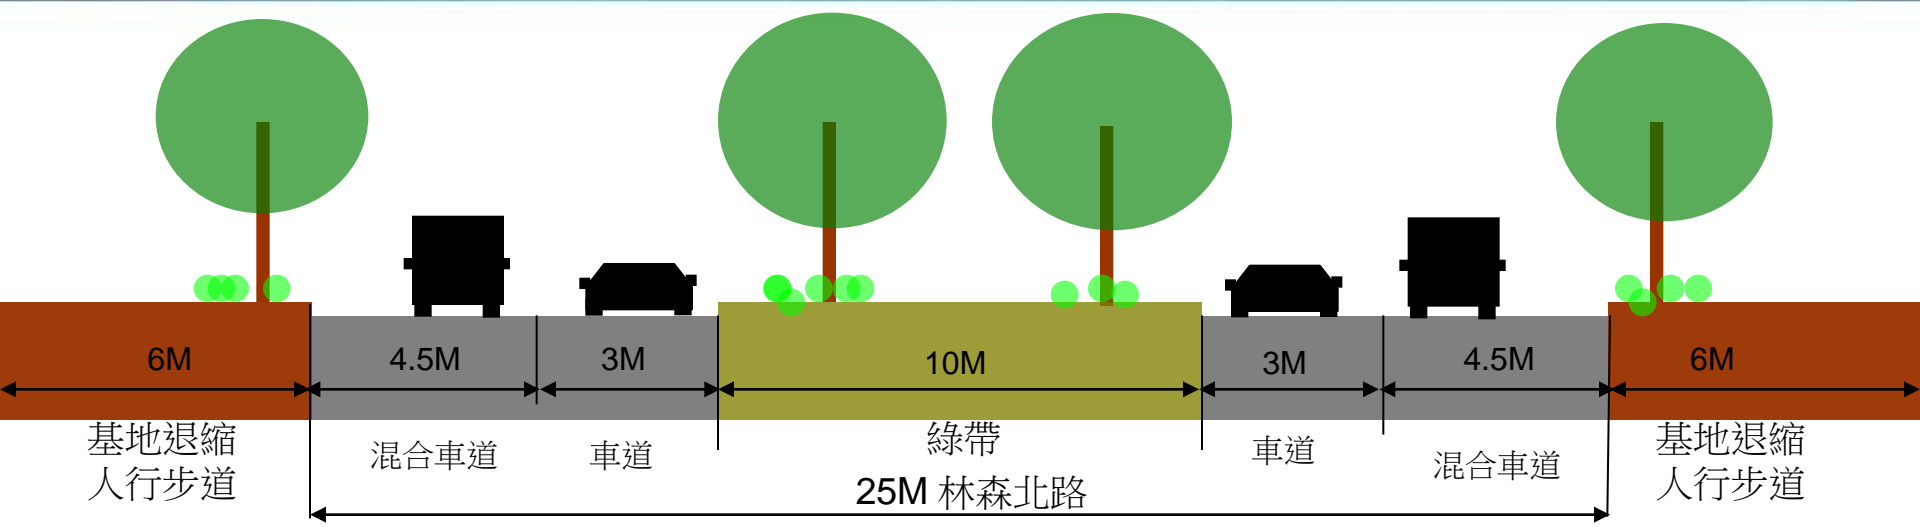 6M
4.5M
3M
10M
3M
4.5M
6M
基地退縮
人行步道
混合車道
車道
綠帶
車道
混合車道
基地退縮
人行步道
25M 林森北路